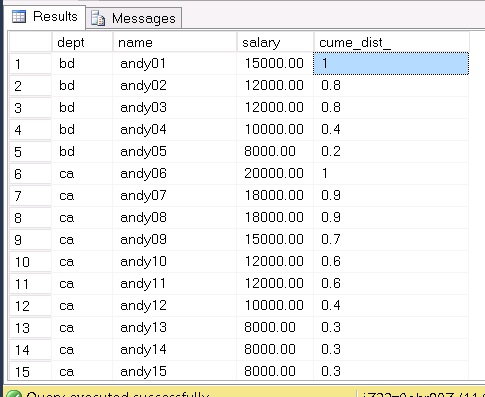 Results Messages
dept name salary cume_dist_
1 bd andy01 15000.00 1
2 bd andy02 12000.00 0.8
3 bd andy03 12000.00 0.8
4 bd andy04 10000.00 0.4
5 bd andy05 8000.00 0.2
6 ca andy06 20000.00 1
7 ca andy07 18000.00 0.9
8 ca andy08 18000.00 0.9
9 ca andy09 15000.00 0.7
10 ca andy10 12000.00 0.6
11 ca andy11 12000.00 0.6
12 ca andy12 10000.00 0.4
13 ca andy13 8000.00 0.3
14 ca andy14 8000.00 0.3
15 ca andy15 8000.00 0.3
Query executed successfully